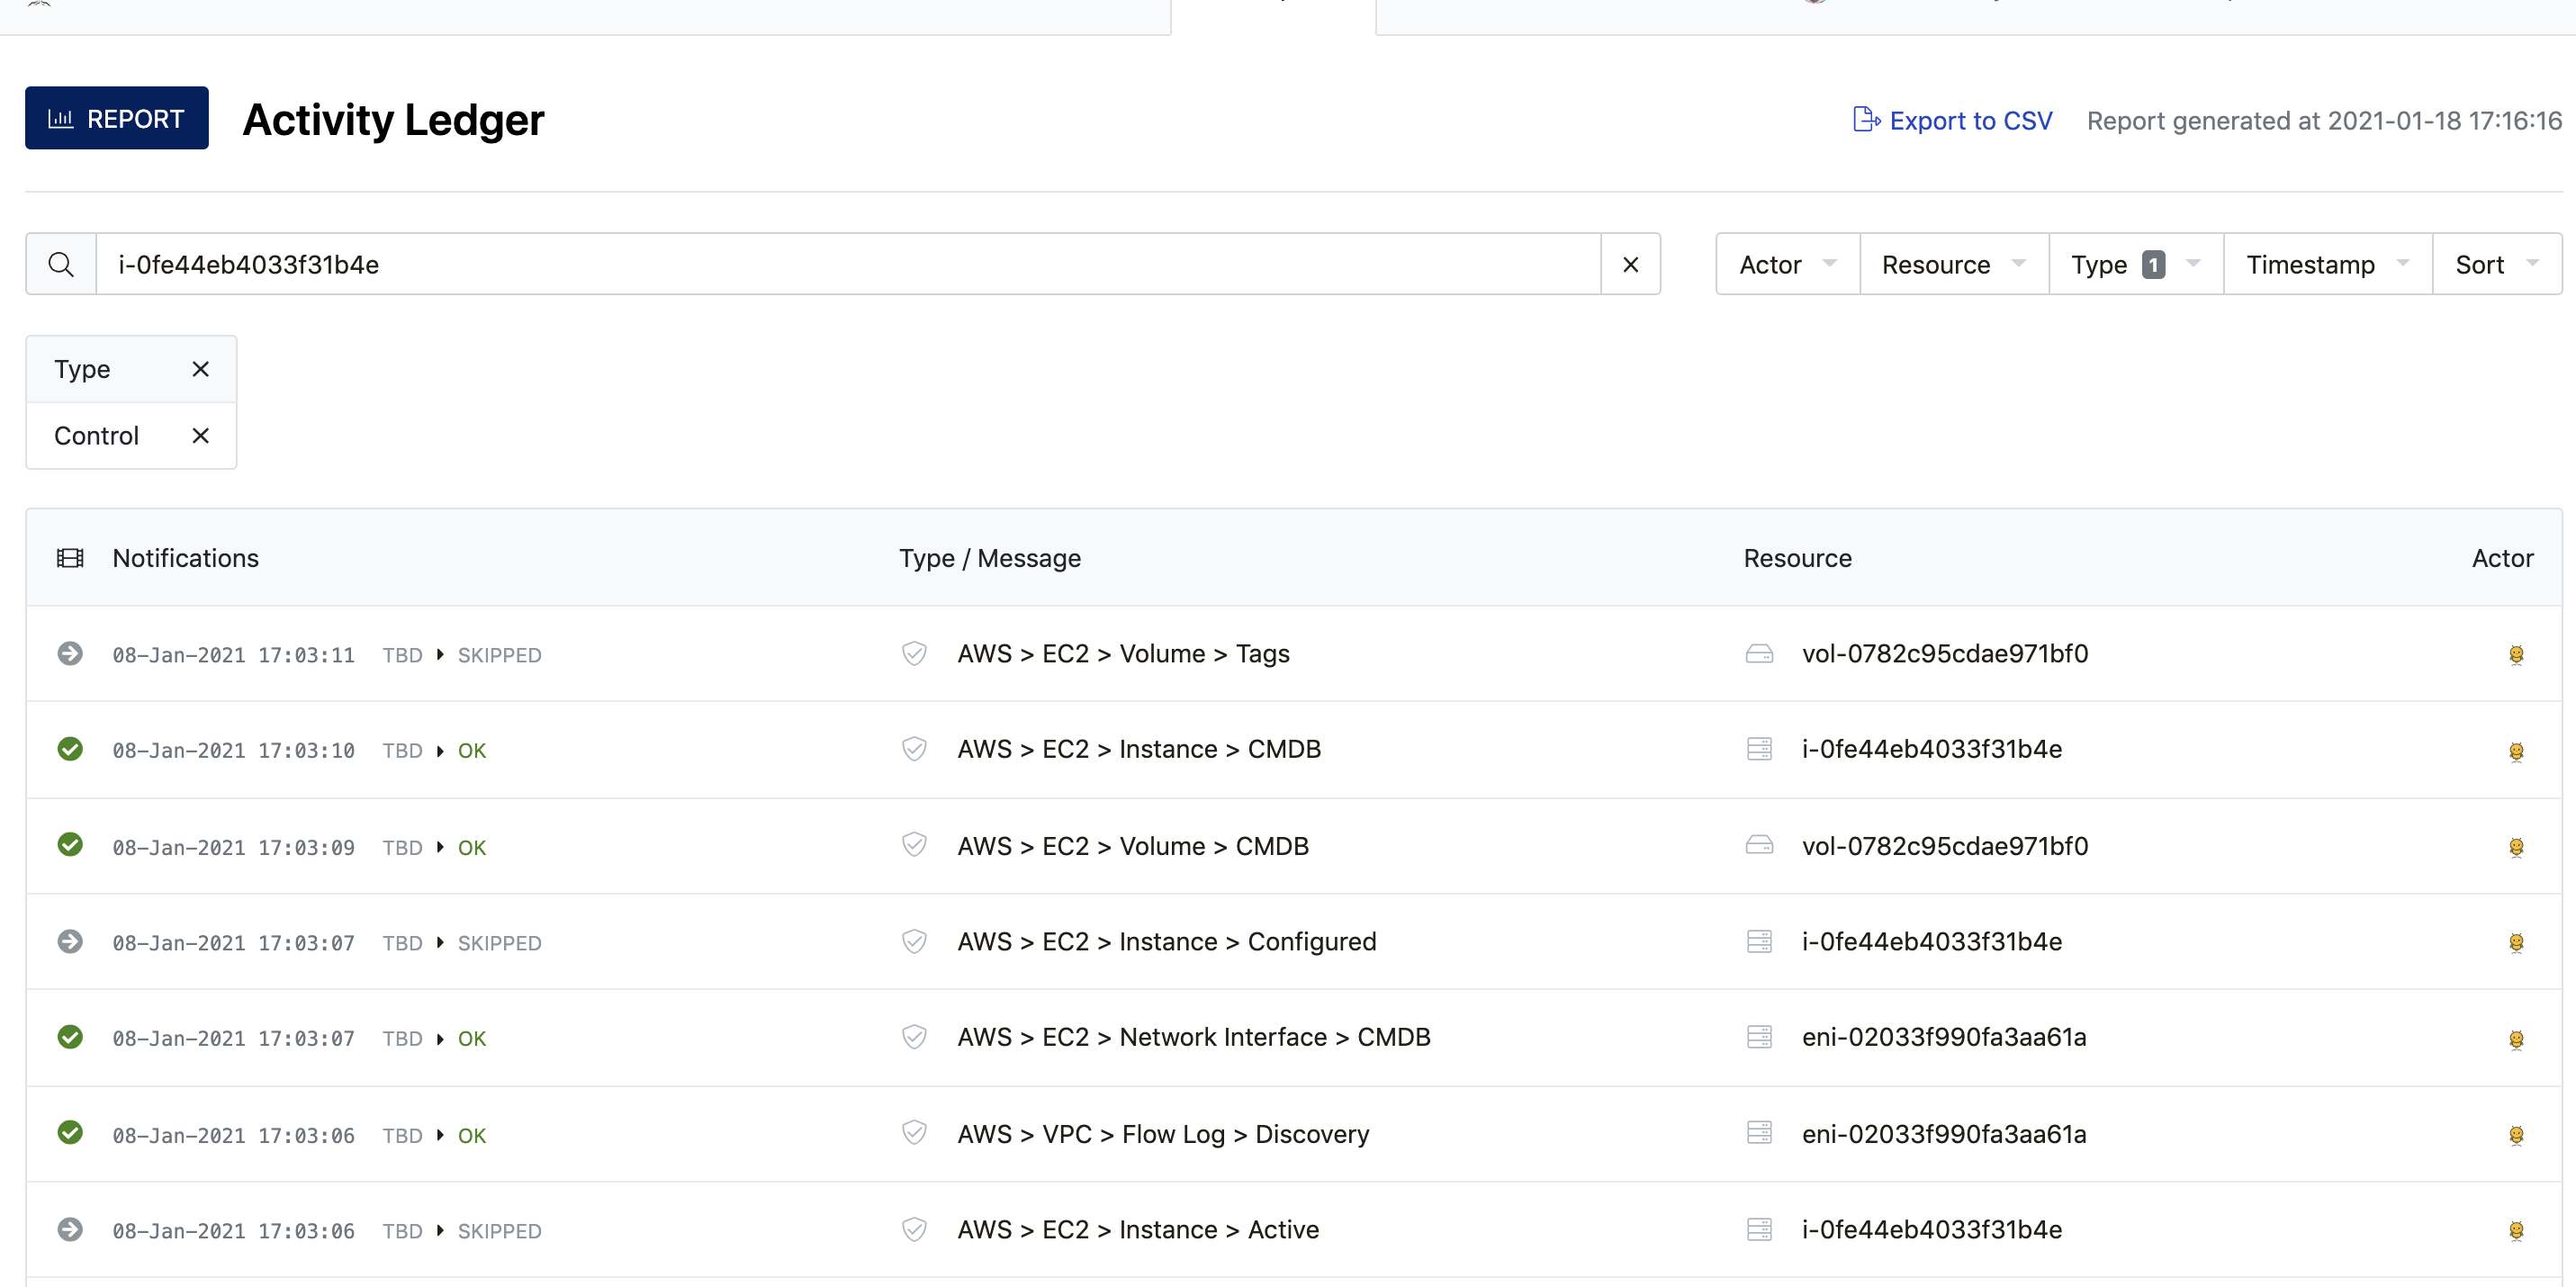 REPORT Activity Ledger Export to CSV Report generated at 2021-01-18 17:16:16
i-0fe44eb4033f31b4e Actor Resource Type 1 Timestamp Sort
Type
Control
Notifications Type / Message Resource Actor
08-Jan-2021 17:03:11 TBD SKIPPED AWS > EC2 > Volume > Tags vol-0782c95cdae971bf0
08-Jan-2021 17:03:10 TBD OK AWS > EC2 > Instance > CMDB i-0fe44eb4033f31b4e
08-Jan-2021 17:03:09 TBD OK AWS > EC2 > Volume > CMDB vol-0782c95cdae971bf0
08-Jan-2021 17:03:07 TBD SKIPPED AWS > EC2 > Instance > Configured i-0fe44eb4033f31b4e
08-Jan-2021 17:03:07 TBD OK AWS > EC2 > Network Interface > CMDB eni-02033f990fa3aa61a
08-Jan-2021 17:03:06 TBD OK AWS > VPC > Flow Log > Discovery eni-02033f990fa3aa61a
08-Jan-2021 17:03:06 TBD SKIPPED AWS > EC2 > Instance > Active i-0fe44eb4033f31b4e